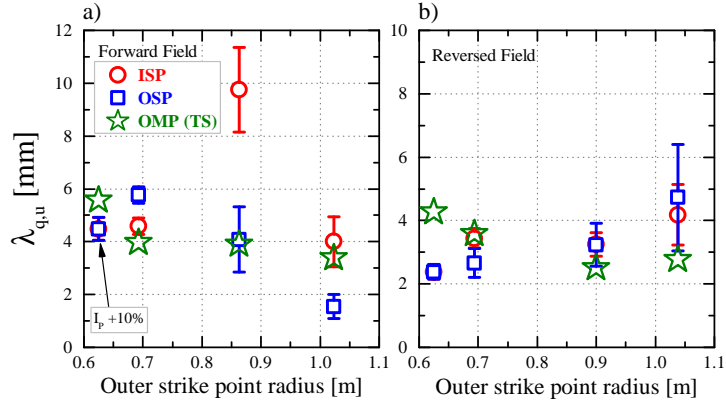 a)
Forward Field
ISP
OSP
OMP (TS)
I_P +10%
λ_q,u [mm]
12
10
8
6
4
2
0
0.6 0.7 0.8 0.9 1.0 1.1
Outer strike point radius [m]
b)
Reversed Field
10
8
6
4
2
0
0.6 0.7 0.8 0.9 1.0 1.1
Outer strike point radius [m]